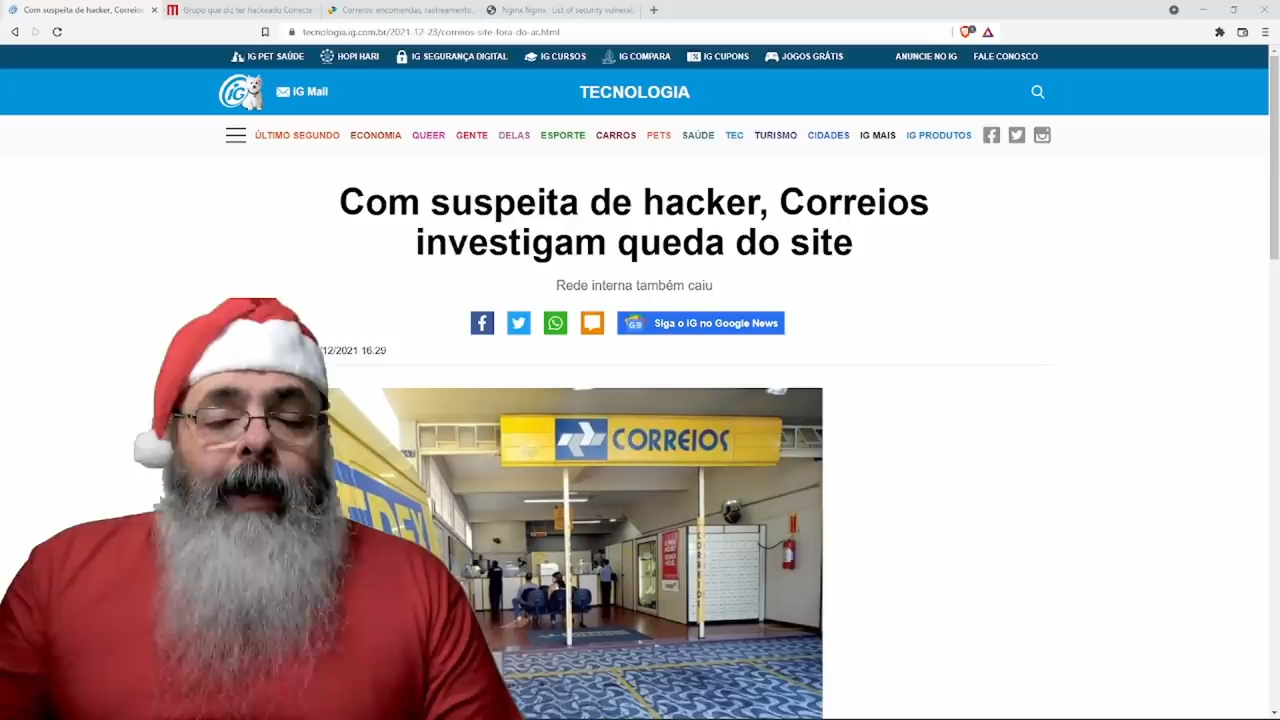 Com suspeita de hacker, Correios
Grupo que diz ter hackeado Conecte
Correios: encomendas, rastreamento,
Nginx Nginx : List of security vulnerab
tecnologia.ig.com.br/2021-12-23/correios-site-fora-do-ar.html
IG PET SAÚDE HOPI HARI IG SEGURANÇA DIGITAL IG CURSOS IG COMPARA IG CUPONS JOGOS GRÁTIS ANUNCIE NO IG FALE CONOSCO
iG iG Mail TECNOLOGIA
ÚLTIMO SEGUNDO ECONOMIA QUEER GENTE DELAS ESPORTE CARROS PETS SAÚDE TEC TURISMO CIDADES IG MAIS IG PRODUTOS
Com suspeita de hacker, Correios
investigam queda do site
Rede interna também caiu
Siga o iG no Google News
12/2021 16:29
CORREIOS